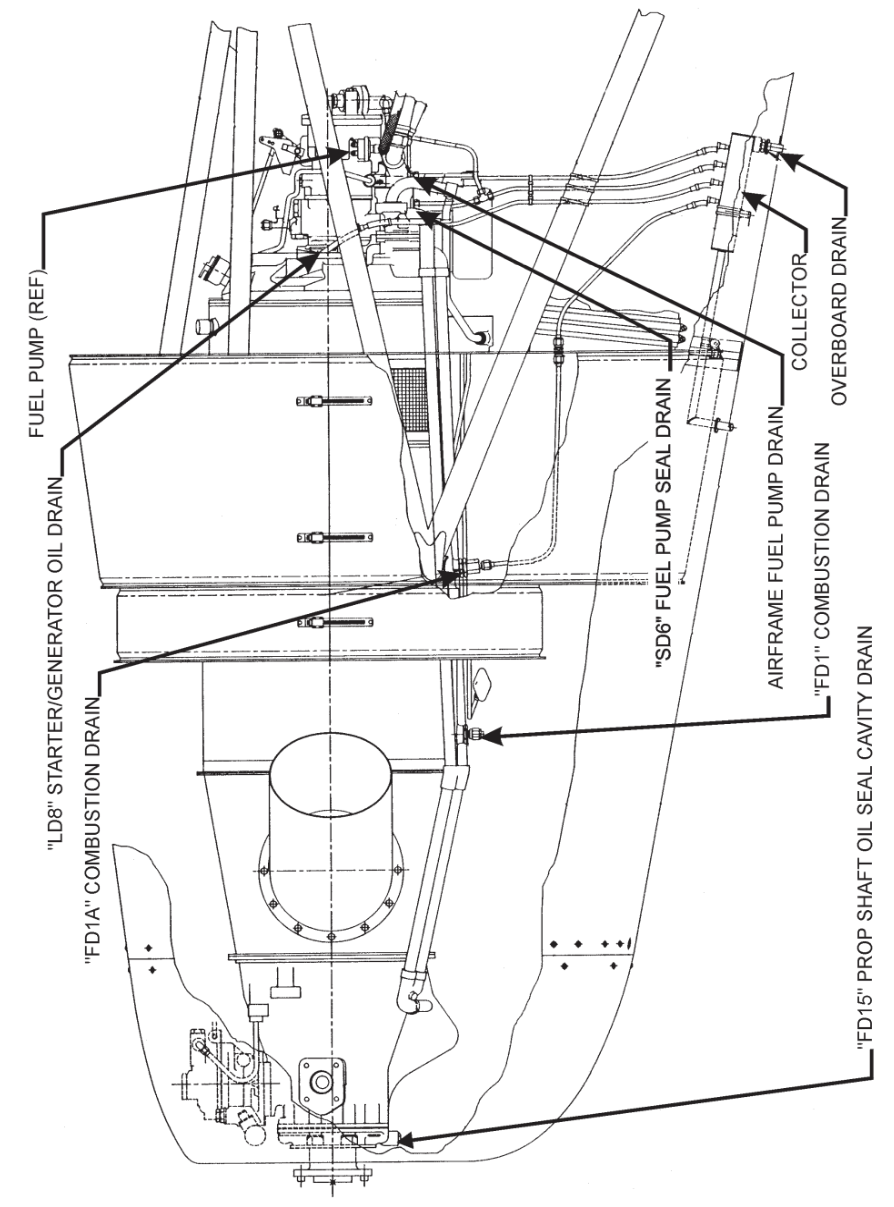 FUEL PUMP (REF)
"LD8" STARTER/GENERATOR OIL DRAIN
"FD1A" COMBUSTION DRAIN
"SD6" FUEL PUMP SEAL DRAIN
AIRFRAME FUEL PUMP DRAIN
COLLECTOR
OVERBOARD DRAIN
"FD1" COMBUSTION DRAIN
"FD15" PROP SHAFT OIL SEAL CAVITY DRAIN